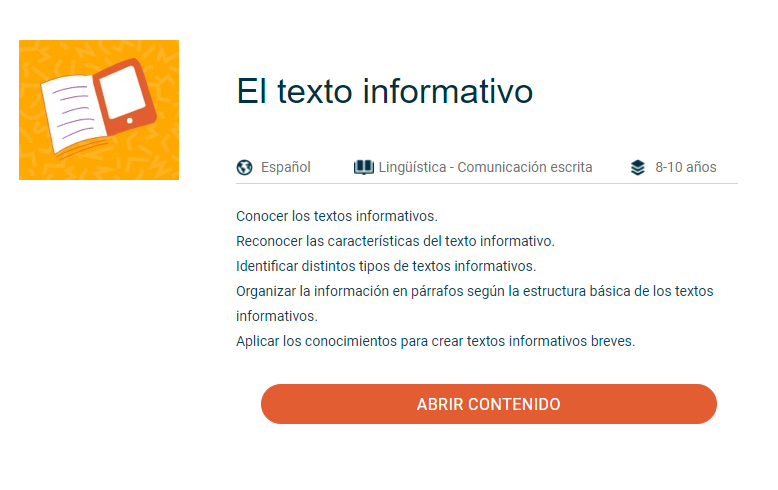 El texto informativo
Español
Lingüística - Comunicación escrita
8-10 años
Conocer los textos informativos.
Reconocer las características del texto informativo.
Identificar distintos tipos de textos informativos.
Organizar la información en párrafos según la estructura básica de los textos
informativos.
Aplicar los conocimientos para crear textos informativos breves.
ABRIR CONTENIDO